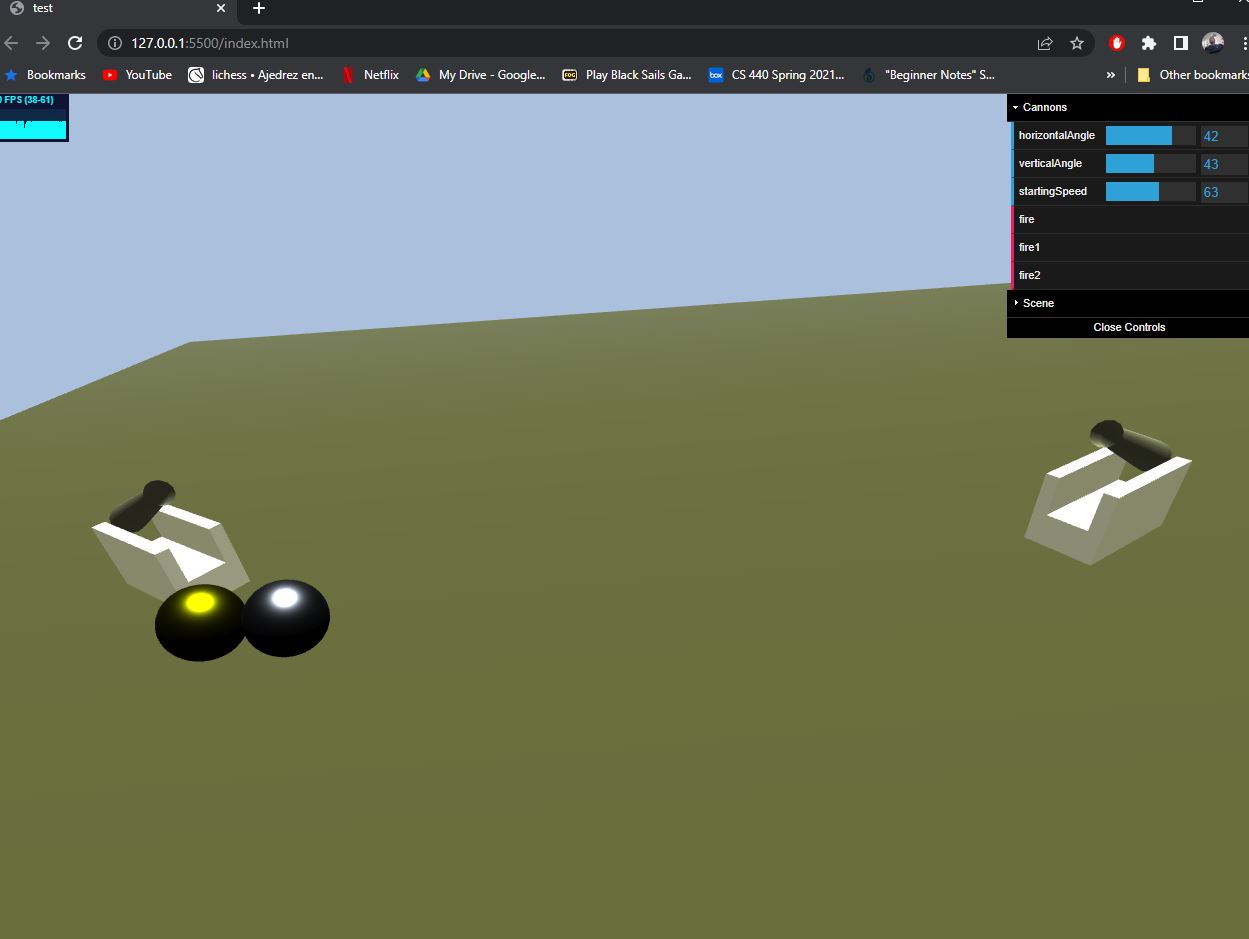 test
127.0.0.1:5500/index.html
Bookmarks YouTube lichess • Ajedrez en... Netflix My Drive - Google... Play Black Sails Ga... CS 440 Spring 2021... "Beginner Notes" S... » Other bookmarks
FPS (38-61)
Cannons
horizontalAngle 42
verticalAngle 43
startingSpeed 63
fire
fire1
fire2
Scene
Close Controls